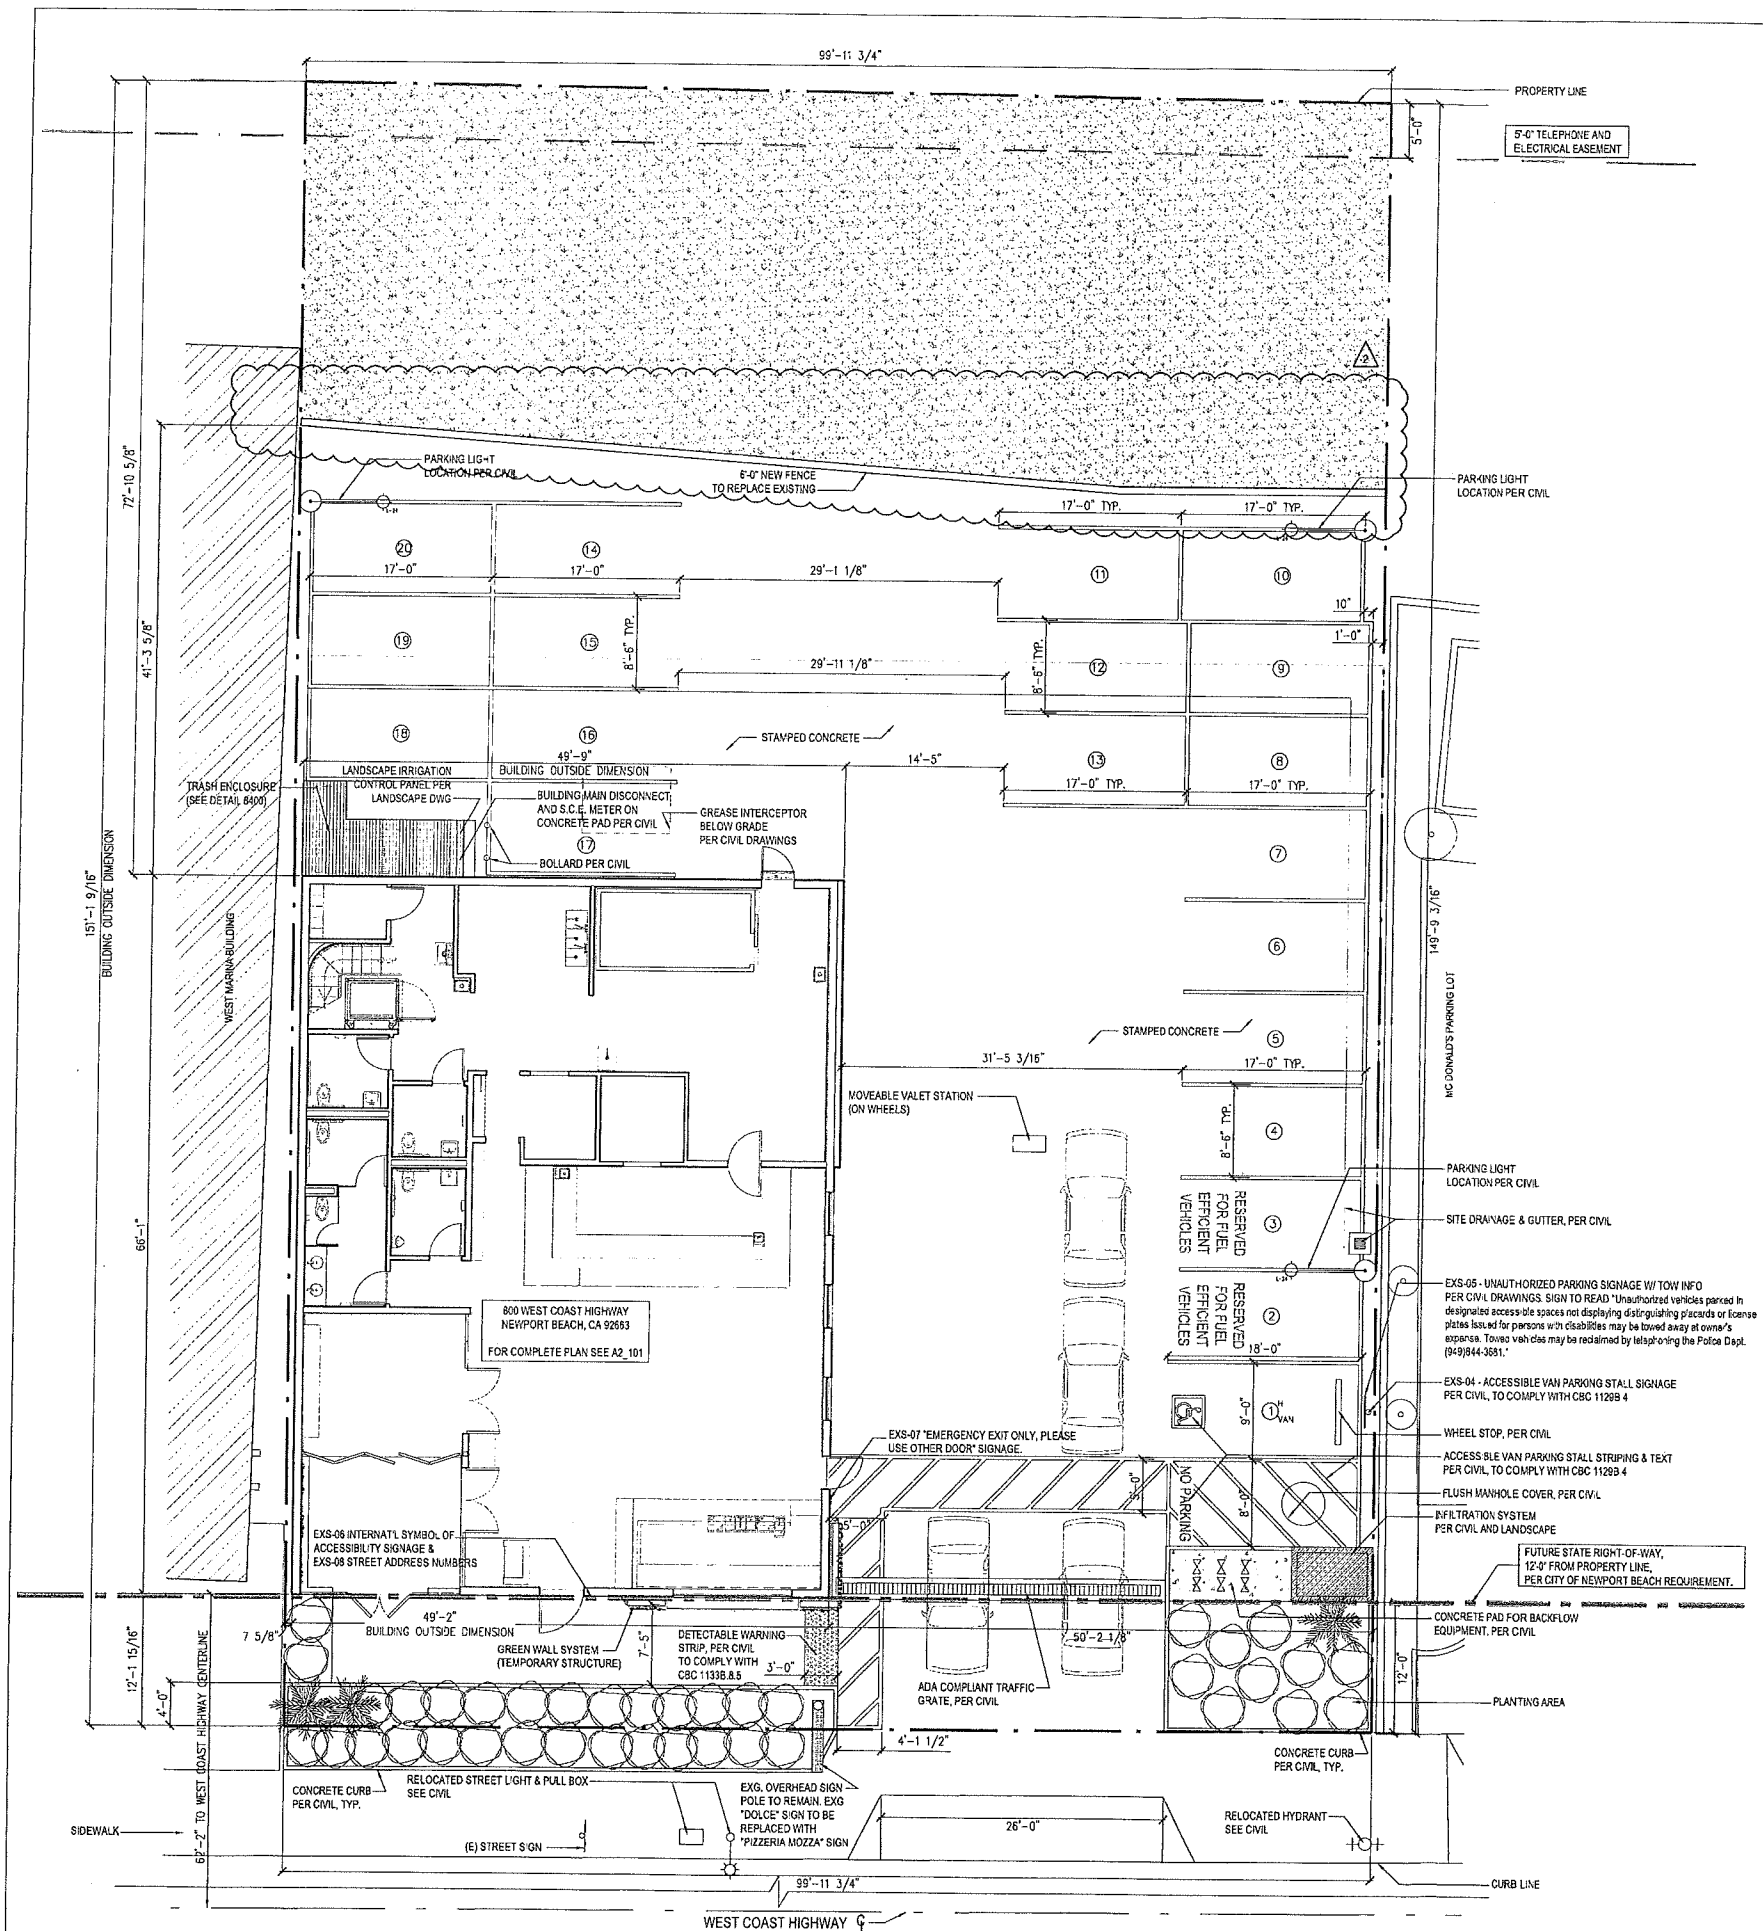 99'-11 3/4"
PROPERTY LINE
5'-0"
5'-0" TELEPHONE AND
ELECTRICAL EASEMENT
2
72'-10 5/8"
41'-3 5/8"
PARKING LIGHT
LOCATION PER CIVIL
6'-0" NEW FENCE
TO REPLACE EXISTING
PARKING LIGHT
LOCATION PER CIVIL
17'-0" TYP.
17'-0" TYP.
20
14
11
10
17'-0"
17'-0"
29'-1 1/8"
10"
1'-0"
19
15
8'-6" TYP.
29'-11 1/8"
8'-6" TYP.
12
9
18
16
STAMPED CONCRETE
49'-9"
BUILDING OUTSIDE DIMENSION
14'-5"
13
8
17'-0" TYP.
17'-0" TYP.
TRASH ENCLOSURE
(SEE DETAIL 8400)
LANDSCAPE IRRIGATION
CONTROL PANEL PER
LANDSCAPE DWG
BUILDING MAIN DISCONNECT
AND S.C.E. METER ON
CONCRETE PAD PER CIVIL
GREASE INTERCEPTOR
BELOW GRADE
PER CIVIL DRAWINGS
17
BOLLARD PER CIVIL
7
151'-1 9/16"
BUILDING OUTSIDE DIMENSION
WEST MARINA BUILDING
149'-9 3/16"
MC DONALD'S PARKING LOT
6
STAMPED CONCRETE
5
31'-5 3/16"
17'-0" TYP.
MOVEABLE VALET STATION
(ON WHEELS)
8'-6" TYP.
4
PARKING LIGHT
LOCATION PER CIVIL
RESERVED
FOR FUEL
EFFICIENT
VEHICLES
3
SITE DRAINAGE & GUTTER, PER CIVIL
66'-1"
RESERVED
FOR FUEL
EFFICIENT
VEHICLES
2
EXS-05 - UNAUTHORIZED PARKING SIGNAGE W/ TOW INFO
PER CIVIL DRAWINGS. SIGN TO READ "Unauthorized vehicles parked in
designated accessible spaces not displaying distinguishing placards or license
plates issued for persons with disabilities may be towed away at owner's
expense. Towed vehicles may be reclaimed by telephoning the Police Dept.
(949)644-3681."
800 WEST COAST HIGHWAY
NEWPORT BEACH, CA 92663
FOR COMPLETE PLAN SEE A2_101
18'-0"
9'-0"
1
H
VAN
EXS-04 - ACCESSIBLE VAN PARKING STALL SIGNAGE
PER CIVIL, TO COMPLY WITH CBC 1129B.4
WHEEL STOP, PER CIVIL
EXS-07 "EMERGENCY EXIT ONLY, PLEASE
USE OTHER DOOR" SIGNAGE.
ACCESSIBLE VAN PARKING STALL STRIPING & TEXT
PER CIVIL, TO COMPLY WITH CBC 1129B.4
5'-0"
NO PARKING
8'-0"
FLUSH MANHOLE COVER, PER CIVIL
INFILTRATION SYSTEM
PER CIVIL AND LANDSCAPE
5'-0"
EXS-06 INTERNAT'L SYMBOL OF
ACCESSIBILITY SIGNAGE &
EXS-08 STREET ADDRESS NUMBERS
FUTURE STATE RIGHT-OF-WAY,
12'-0" FROM PROPERTY LINE,
PER CITY OF NEWPORT BEACH REQUIREMENT.
CONCRETE PAD FOR BACKFLOW
EQUIPMENT, PER CIVIL
49'-2"
BUILDING OUTSIDE DIMENSION
7 5/8"
GREEN WALL SYSTEM
(TEMPORARY STRUCTURE)
7'-5"
DETECTABLE WARNING
STRIP, PER CIVIL
TO COMPLY WITH
CBC 1133B.8.5
3'-0"
50'-2 1/8"
ADA COMPLIANT TRAFFIC
GRATE, PER CIVIL
12'-0"
PLANTING AREA
12'-1 15/16"
4'-0"
62'-2" TO WEST COAST HIGHWAY CENTERLINE
4'-1 1/2"
CONCRETE CURB
PER CIVIL, TYP.
CONCRETE CURB
PER CIVIL, TYP.
RELOCATED STREET LIGHT & PULL BOX
SEE CIVIL
EXG. OVERHEAD SIGN
POLE TO REMAIN. EXG
"DOLCE" SIGN TO BE
REPLACED WITH
"PIZZERIA MOZZA" SIGN
SIDEWALK
(E) STREET SIGN
26'-0"
RELOCATED HYDRANT
SEE CIVIL
99'-11 3/4"
CURB LINE
WEST COAST HIGHWAY ℄